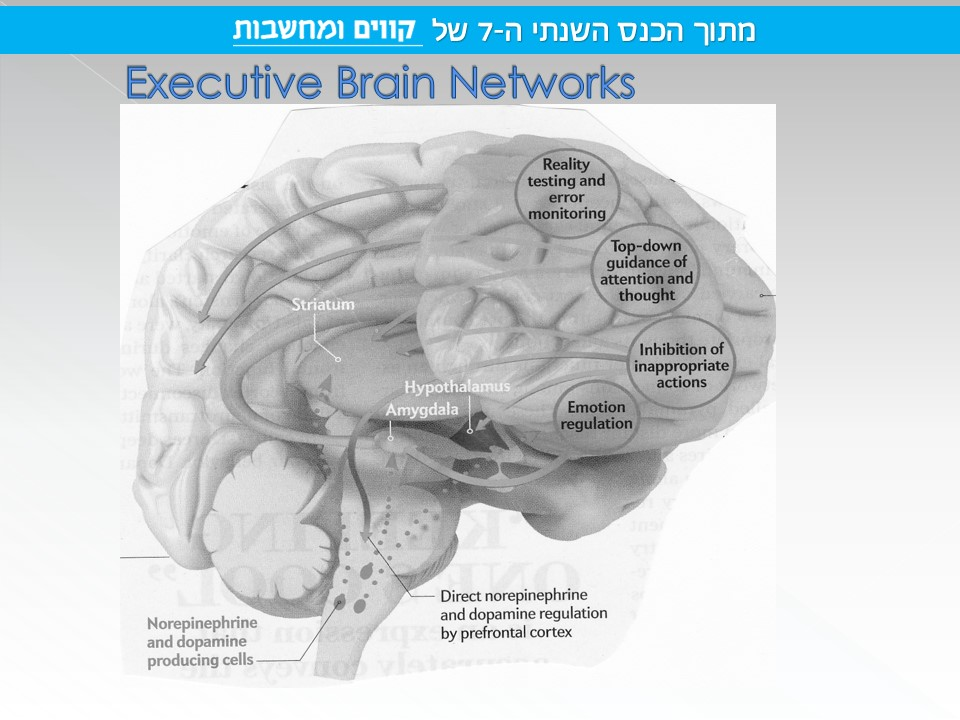 מתוך הכנס השנתי ה-7 של קווים ומחשבות
Executive Brain Networks
Reality
testing and
error
monitoring
Top-down
guidance of
attention and
thought
Striatum
Inhibition of
inappropriate
actions
Hypothalamus
Amygdala
Emotion
regulation
Direct norepinephrine
and dopamine regulation
by prefrontal cortex
Norepinephrine
and dopamine
producing cells